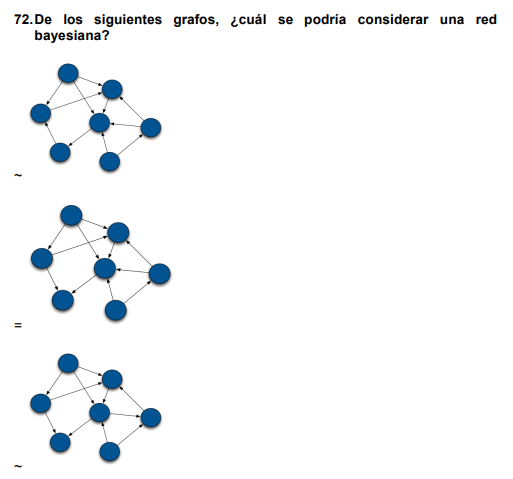 72. De los siguientes grafos, ¿cuál se podría considerar una red
bayesiana?
~
=
~